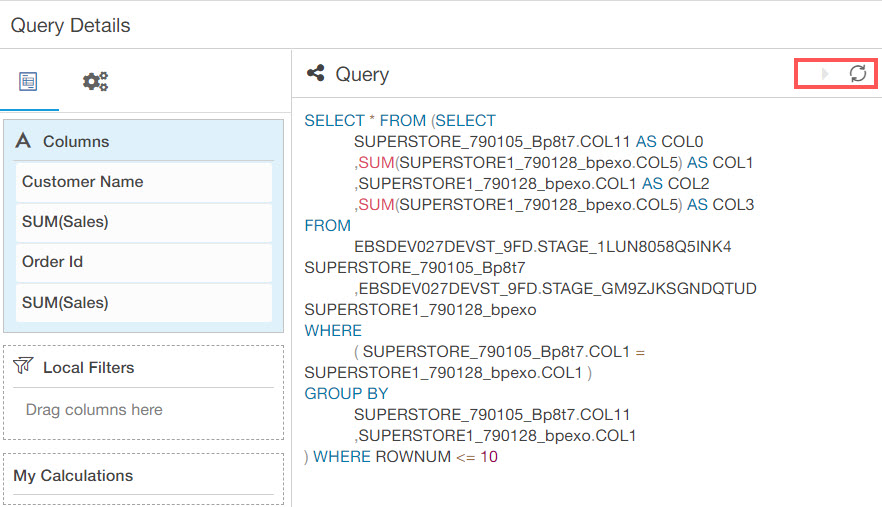 Query Details
Query
Columns
Customer Name
SUM(Sales)
Order Id
SUM(Sales)
Local Filters
Drag columns here
My Calculations
SELECT * FROM (SELECT
SUPERSTORE_790105_Bp8t7.COL11 AS COL0
,SUM(SUPERSTORE1_790128_bpexo.COL5) AS COL1
,SUPERSTORE1_790128_bpexo.COL1 AS COL2
,SUM(SUPERSTORE1_790128_bpexo.COL5) AS COL3
FROM
EBSDEV027DEVST_9FD.STAGE_1LUN8058Q5INK4
SUPERSTORE_790105_Bp8t7
,EBSDEV027DEVST_9FD.STAGE_GM9ZJKSGNDQTUD
SUPERSTORE1_790128_bpexo
WHERE
( SUPERSTORE_790105_Bp8t7.COL1 =
SUPERSTORE1_790128_bpexo.COL1 )
GROUP BY
SUPERSTORE_790105_Bp8t7.COL11
,SUPERSTORE1_790128_bpexo.COL1
) WHERE ROWNUM <= 10